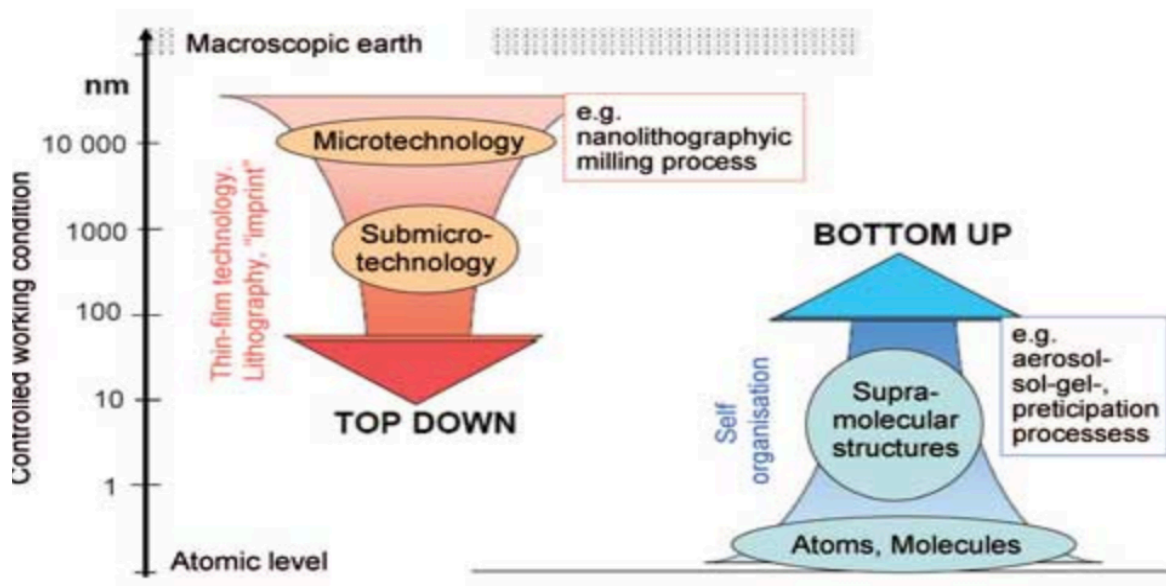 Macroscopic earth
nm
10 000
1000
100
10
1
Atomic level
Controlled working condition
Thin-film technology.
Lithography, "imprint"
Microtechnology
Submicro-
technology
TOP DOWN
e.g.
nanolithographyic
milling process
BOTTOM UP
Self
organisation
Supra-
molecular
structures
Atoms, Molecules
e.g.
aerosol-
sol-gel-,
preticipation
processess